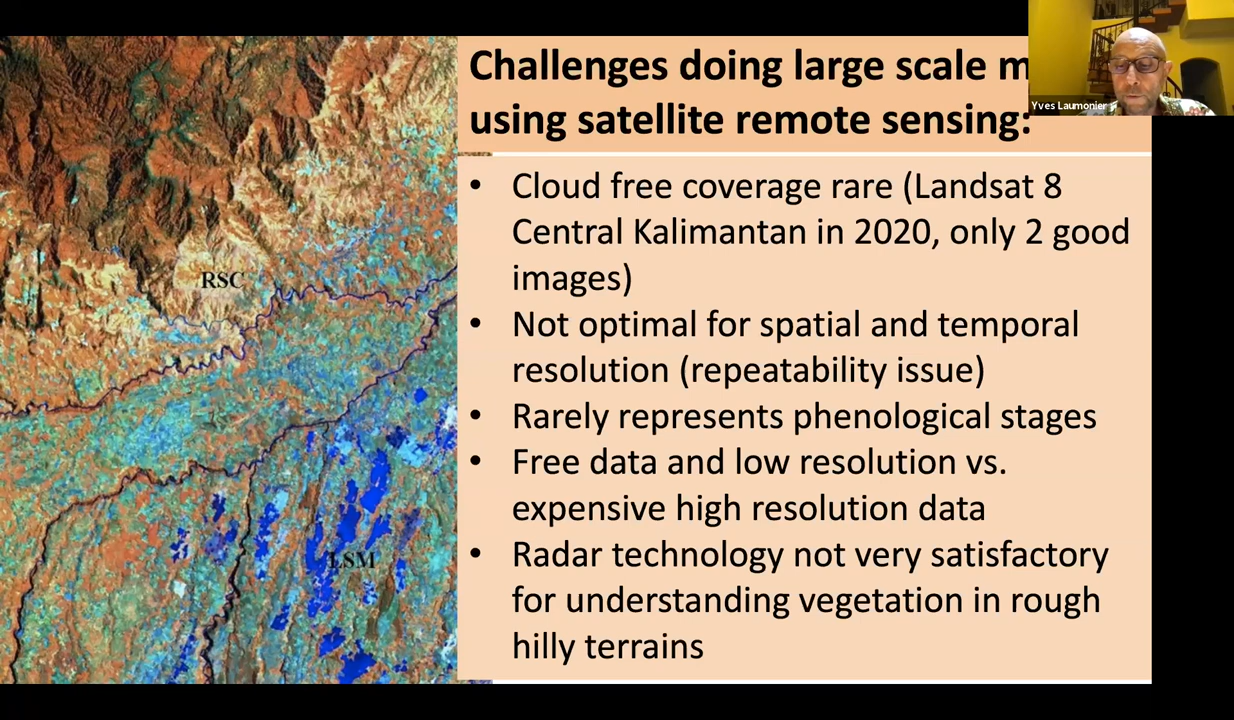 Challenges doing large scale m
using satellite remote sensing:
Yves Laumonier
• Cloud free coverage rare (Landsat 8
Central Kalimantan in 2020, only 2 good
images)
• Not optimal for spatial and temporal
resolution (repeatability issue)
• Rarely represents phenological stages
• Free data and low resolution vs.
expensive high resolution data
• Radar technology not very satisfactory
for understanding vegetation in rough
hilly terrains
RSC
LSM